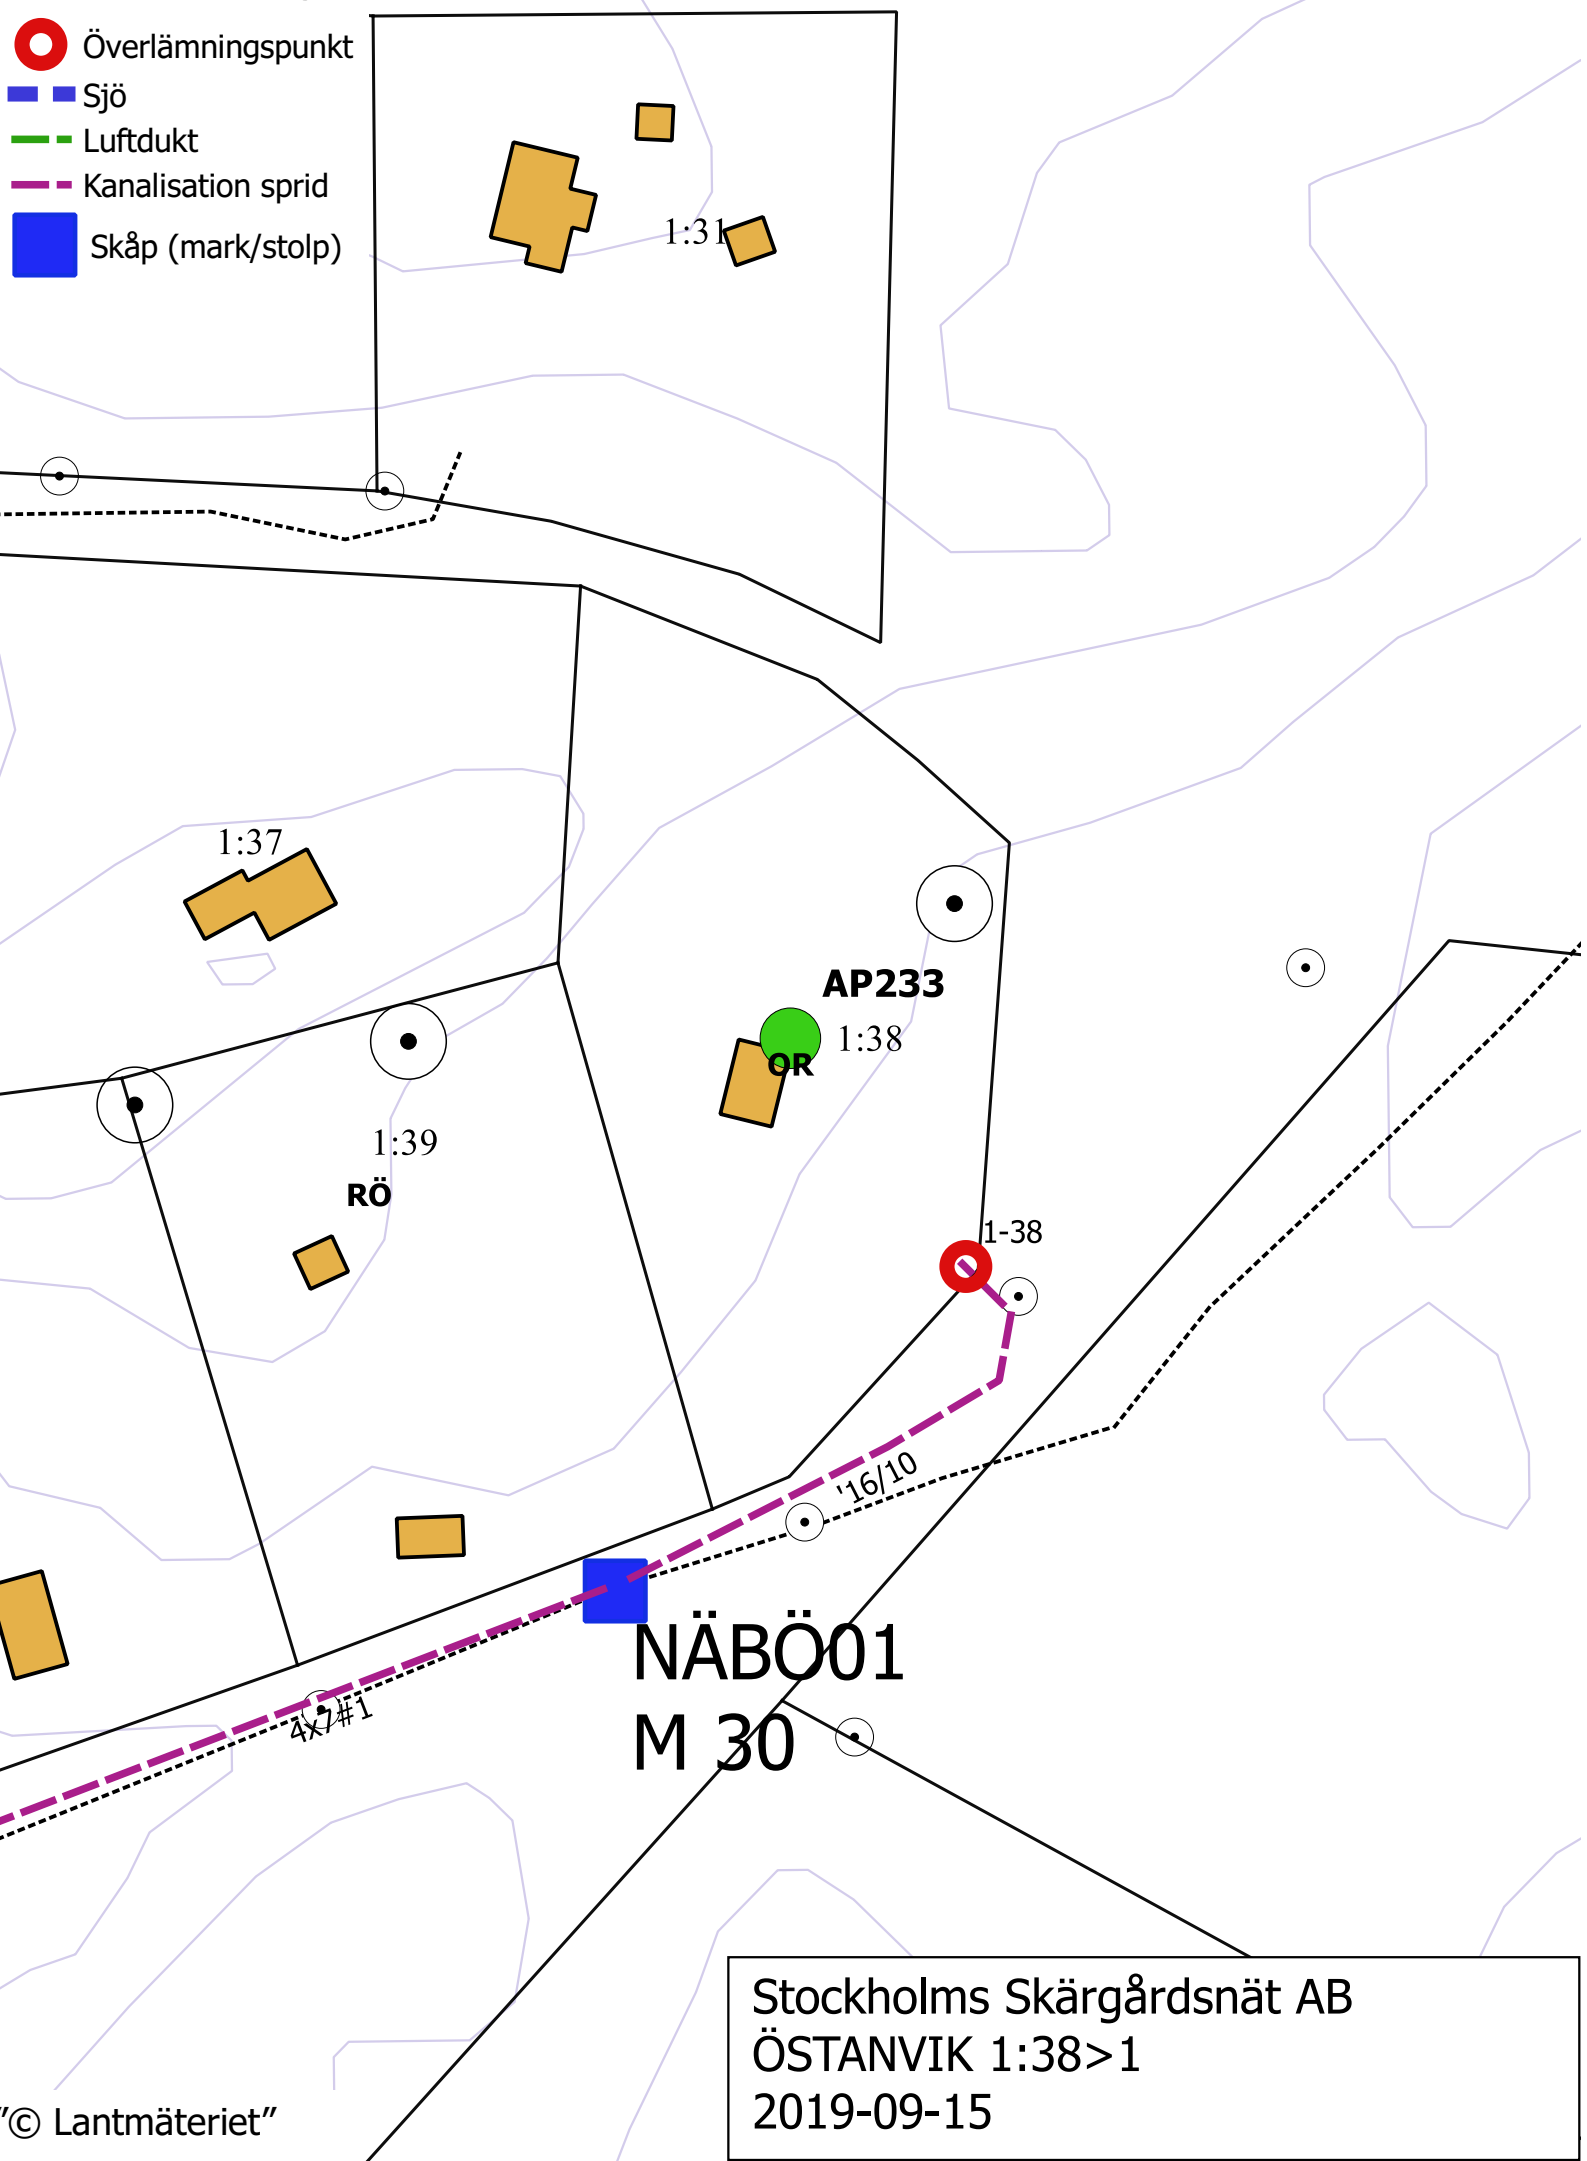 Överlämningspunkt
Sjö
Luftdukt
Kanalisation sprid
Skåp (mark/stolp)
1:31
1:37
AP233
1:38
OR
1:39
RÖ
1-38
'16/10
NÄBÖ01
M 30
4x7#1
Stockholms Skärgårdsnät AB
ÖSTANVIK 1:38>1
2019-09-15
"© Lantmäteriet"